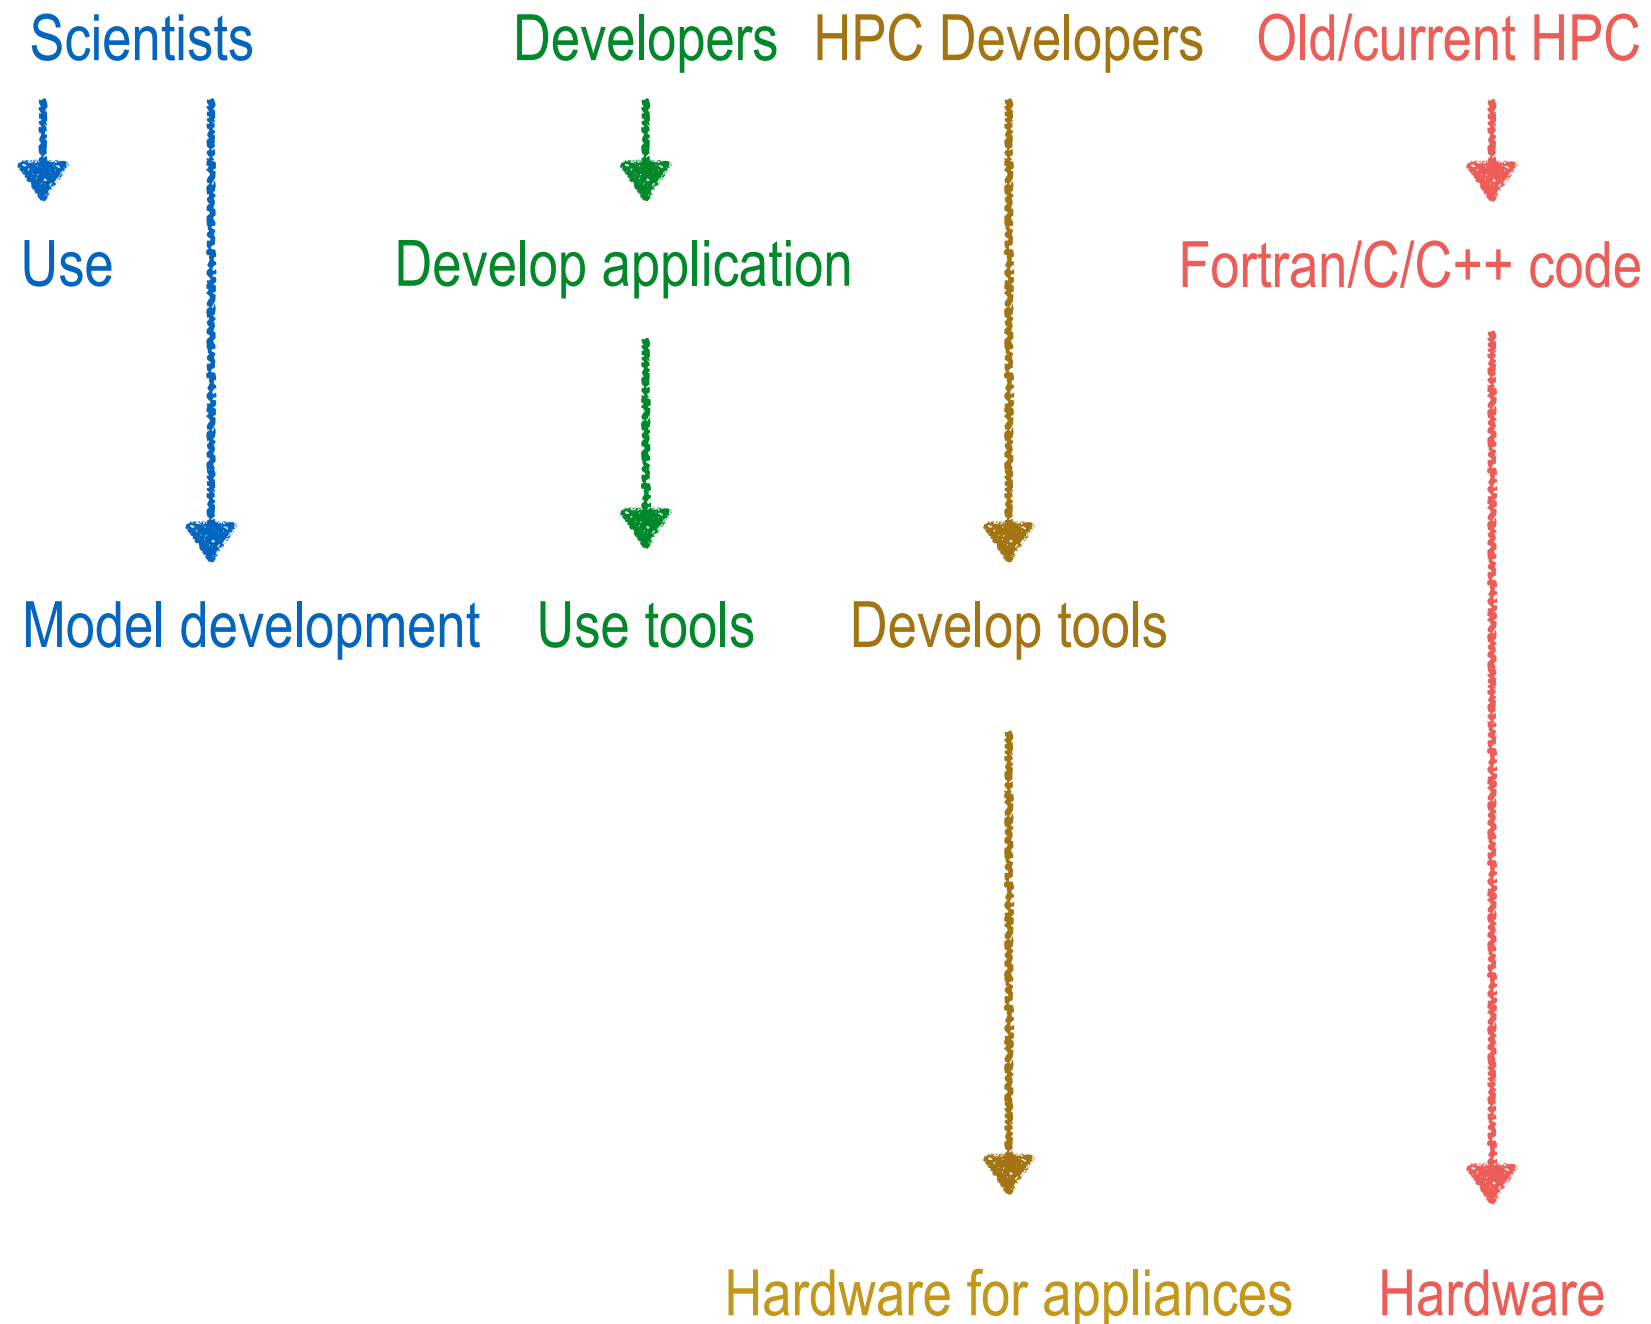 Scientists
Developers
HPC Developers
Old/current HPC
Use
Develop application
Fortran/C/C++ code
Model development
Use tools
Develop tools
Hardware for appliances
Hardware